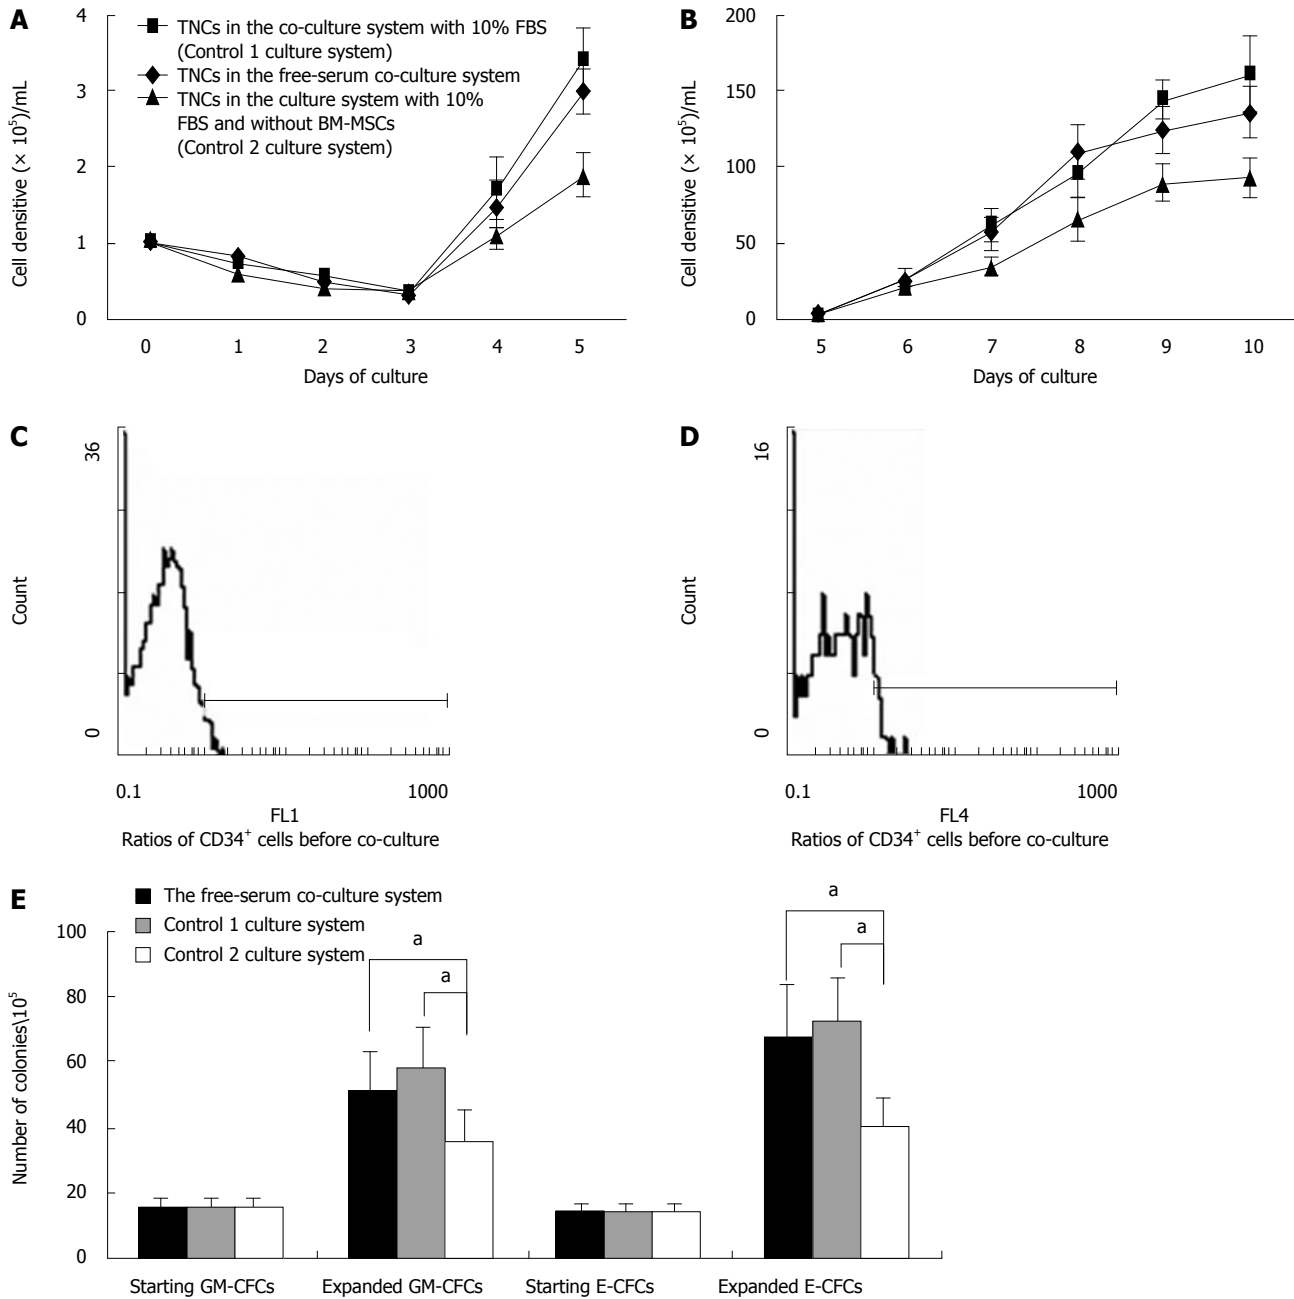 A
4
3
2
1
0
Cell densitive (× 10⁵)/mL
TNCs in the co-culture system with 10% FBS
(Control 1 culture system)
TNCs in the free-serum co-culture system
TNCs in the culture system with 10%
FBS and without BM-MSCs
(Control 2 culture system)
0 1 2 3 4 5
Days of culture
B
200
150
100
50
0
Cell densitive (× 10⁵)/mL
5 6 7 8 9 10
Days of culture
C
36
Count
0
0.1 1000
FL1
Ratios of CD34⁺ cells before co-culture
D
16
Count
0
0.1 1000
FL4
Ratios of CD34⁺ cells before co-culture
E
The free-serum co-culture system
Control 1 culture system
Control 2 culture system
100
80
60
40
20
0
Number of colonies\10⁵
a
a
a
a
Starting GM-CFCs Expanded GM-CFCs Starting E-CFCs Expanded E-CFCs